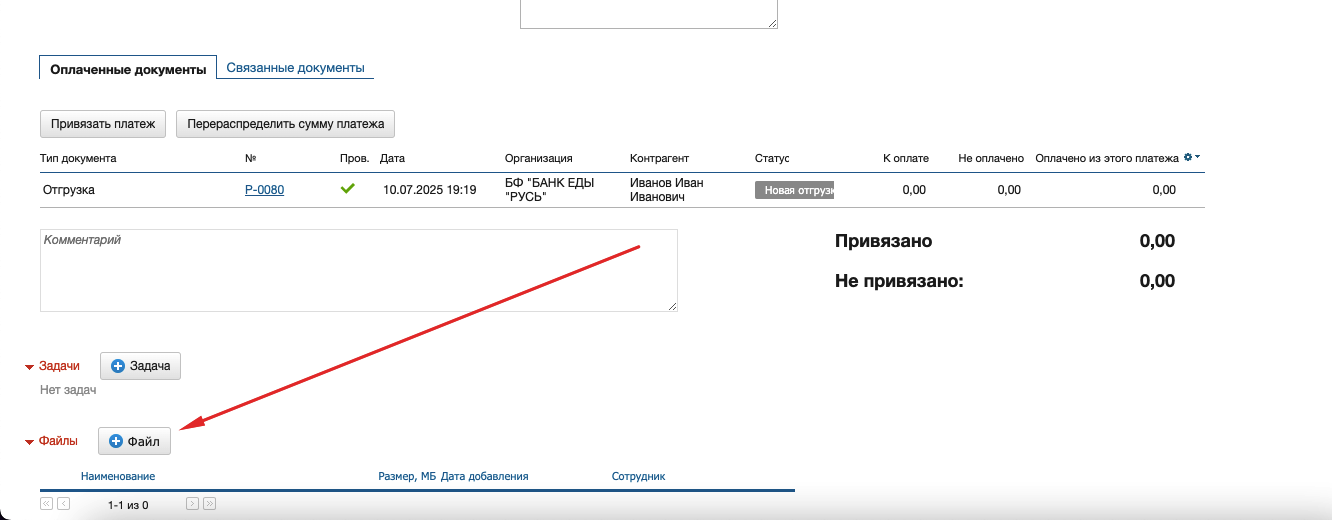 Оплаченные документы Связанные документы
Привязать платеж Перераспределить сумму платежа
Тип документа № Пров. Дата Организация Контрагент Статус К оплате Не оплачено Оплачено из этого платежа
Отгрузка Р-0080 10.07.2025 19:19 БФ "БАНК ЕДЫ Иванов Иван Новая отгрузк 0,00 0,00 0,00
"РУСЬ" Иванович
Комментарий
Привязано 0,00
Не привязано: 0,00
Задачи Задача
Нет задач
Файлы Файл
Наименование Размер, МБ Дата добавления Сотрудник
1-1 из 0